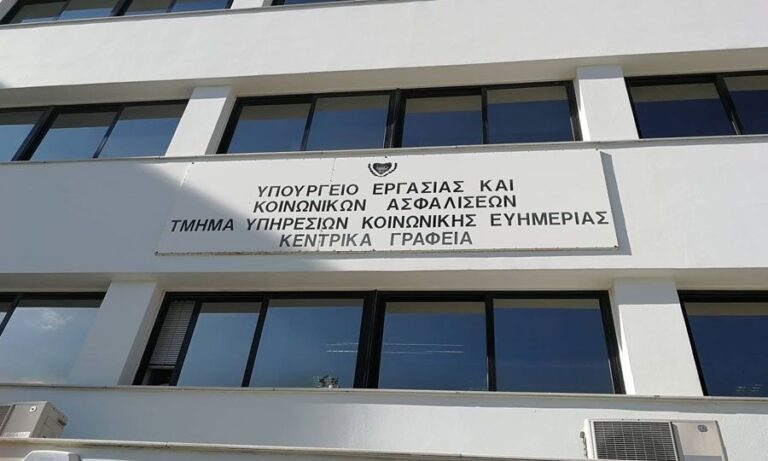 ΥΠΟΥΡΓΕΙΟ ΕΡΓΑΣΙΑΣ ΚΑΙ
ΚΟΙΝΩΝΙΚΩΝ ΑΣΦΑΛΙΣΕΩΝ
ΤΜΗΜΑ ΥΠΗΡΕΣΙΩΝ ΚΟΙΝΩΝΙΚΗΣ ΕΥΗΜΕΡΙΑΣ
ΚΕΝΤΡΙΚΑ ΓΡΑΦΕΙΑ